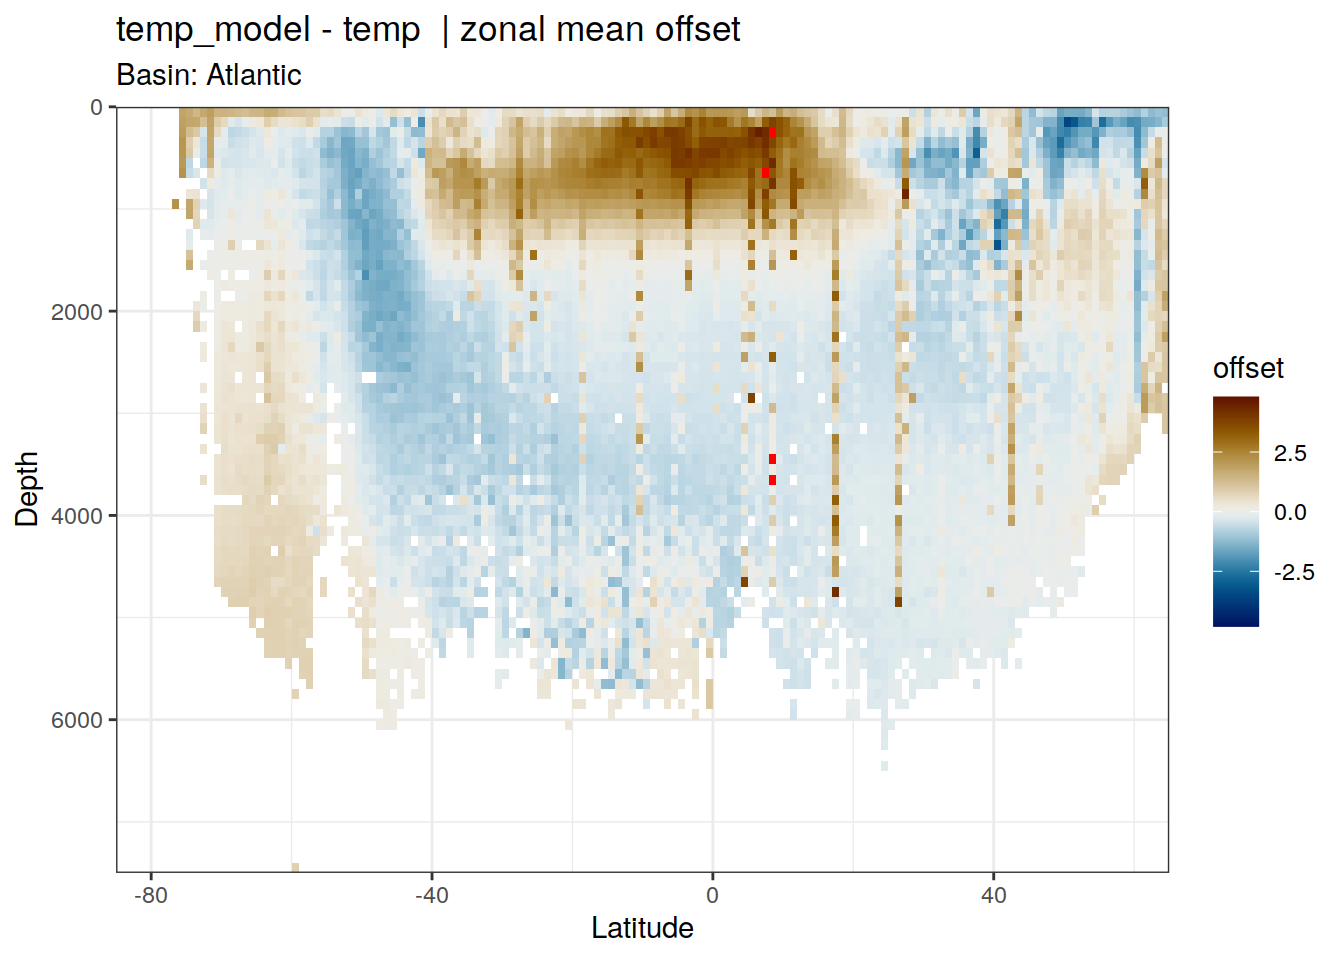 temp_model - temp  | zonal mean offset
Basin: Atlantic
0
2000
4000
6000
Depth
-80
-40
0
40
Latitude
offset
2.5
0.0
-2.5